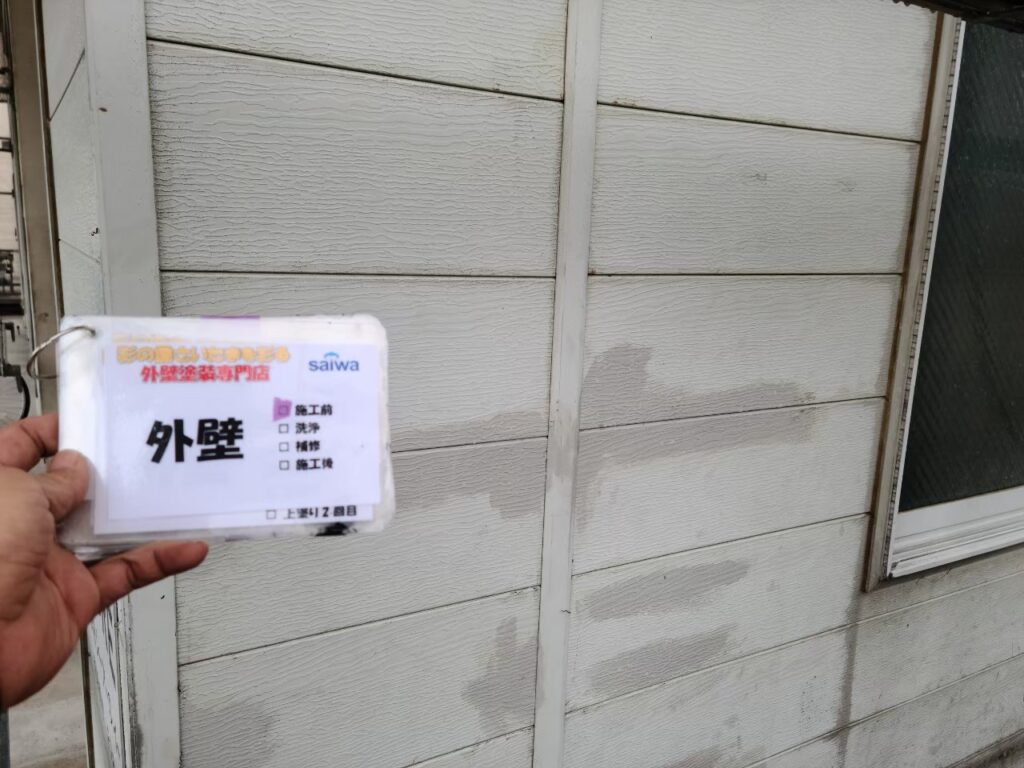 外壁塗装専門店
saiwa
外壁
□ 施工前
□ 洗浄
□ 補修
□ 施工後
□ 上塗り2回目